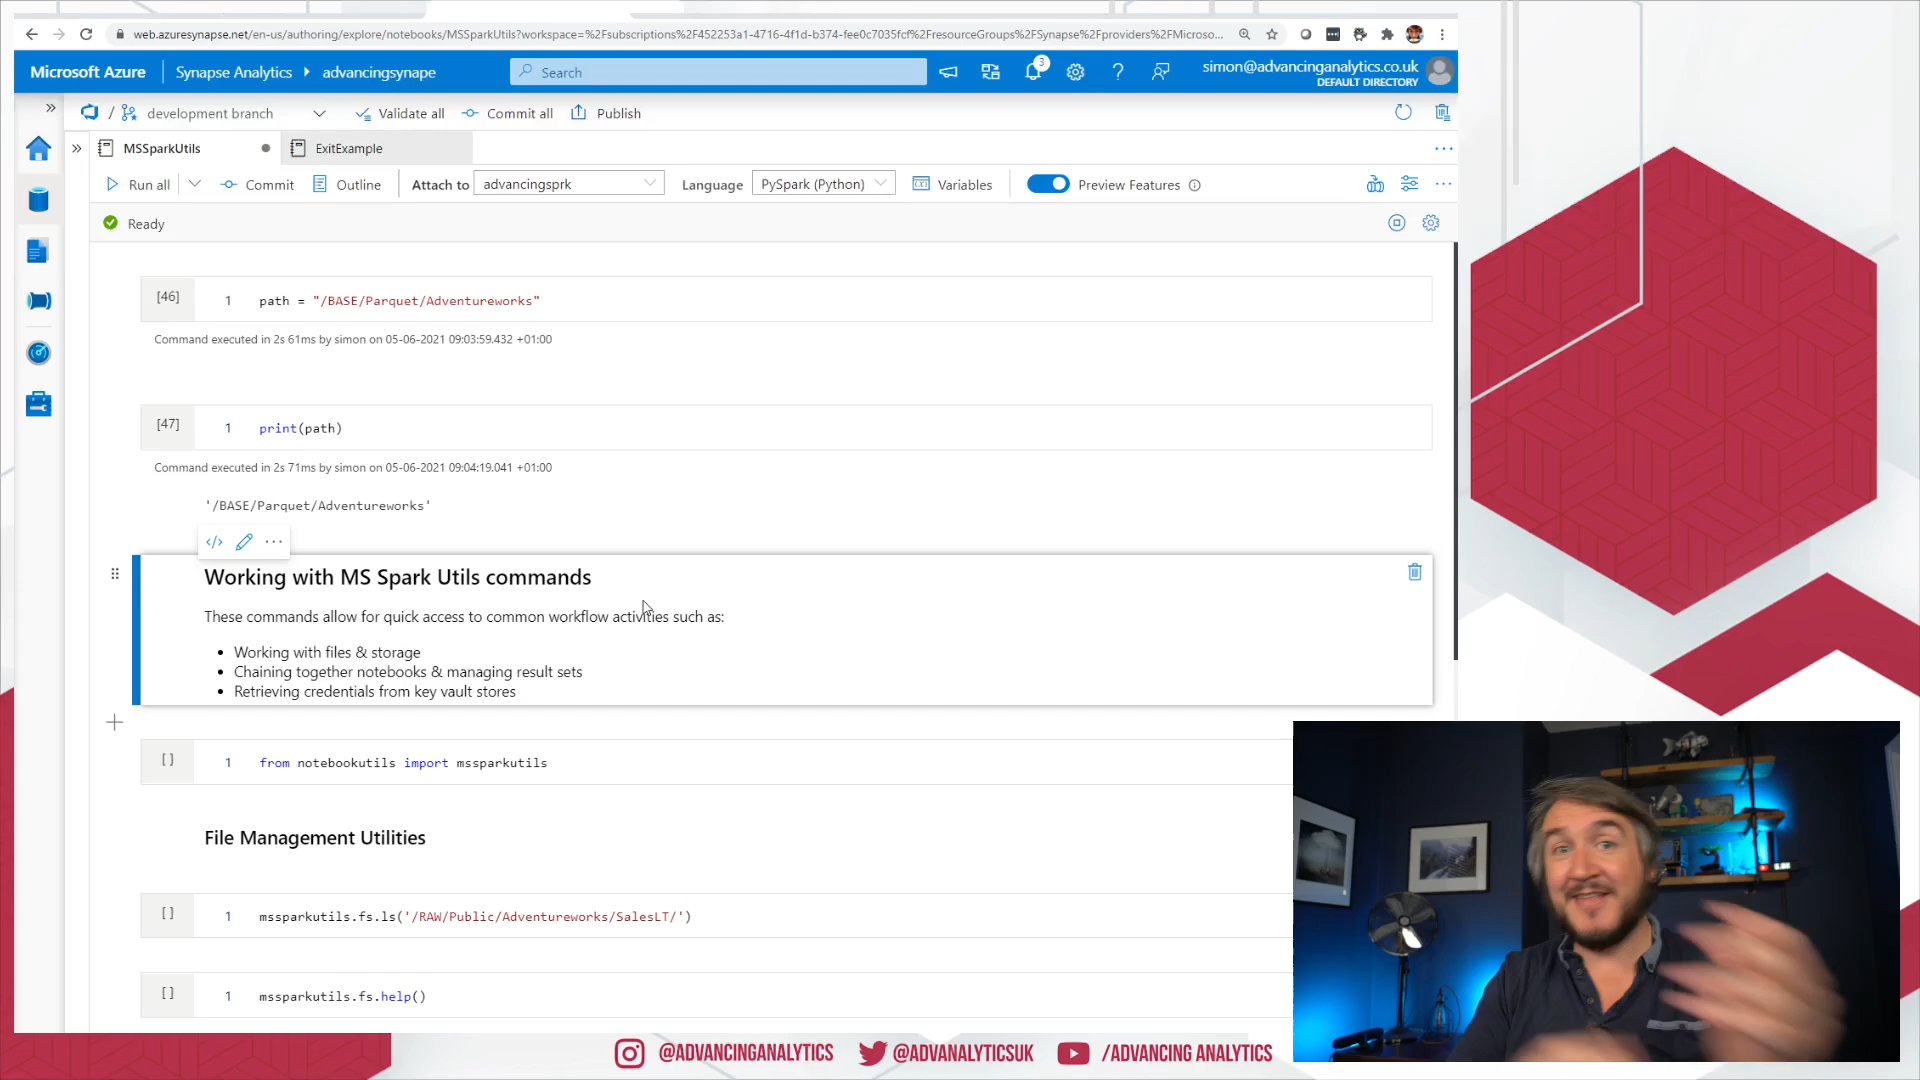 web.azuresynapse.net/en-us/authoring/explore/notebooks/MSSparkUtils?workspace=%2Fsubscriptions%2F452253a1-4716-4f1d-b374-fee0c7035fcf%2FresourceGroups%2FSynapse%2Fproviders%2FMicroso...
Microsoft Azure
Synapse Analytics
advancingsynape
Search
3
simon@advancinganalytics.co.uk
DEFAULT DIRECTORY
/ development branch
Validate all
Commit all
Publish
MSSparkUtils
ExitExample
Run all
Commit
Outline
Attach to
advancingsprk
Language
PySpark (Python)
Variables
Preview Features
Ready
[46] 1 path = "/BASE/Parquet/Adventureworks"
Command executed in 2s 61ms by simon on 05-06-2021 09:03:59.432 +01:00
[47] 1 print(path)
Command executed in 2s 71ms by simon on 05-06-2021 09:04:19.041 +01:00
'/BASE/Parquet/Adventureworks'
Working with MS Spark Utils commands
These commands allow for quick access to common workflow activities such as:
• Working with files & storage
• Chaining together notebooks & managing result sets
• Retrieving credentials from key vault stores
[ ] 1 from notebookutils import mssparkutils
File Management Utilities
[ ] 1 mssparkutils.fs.ls('/RAW/Public/Adventureworks/SalesLT/')
[ ] 1 mssparkutils.fs.help()
@ADVANCINGANALYTICS
@ADVANALYTICSUK
/ADVANCING ANALYTICS